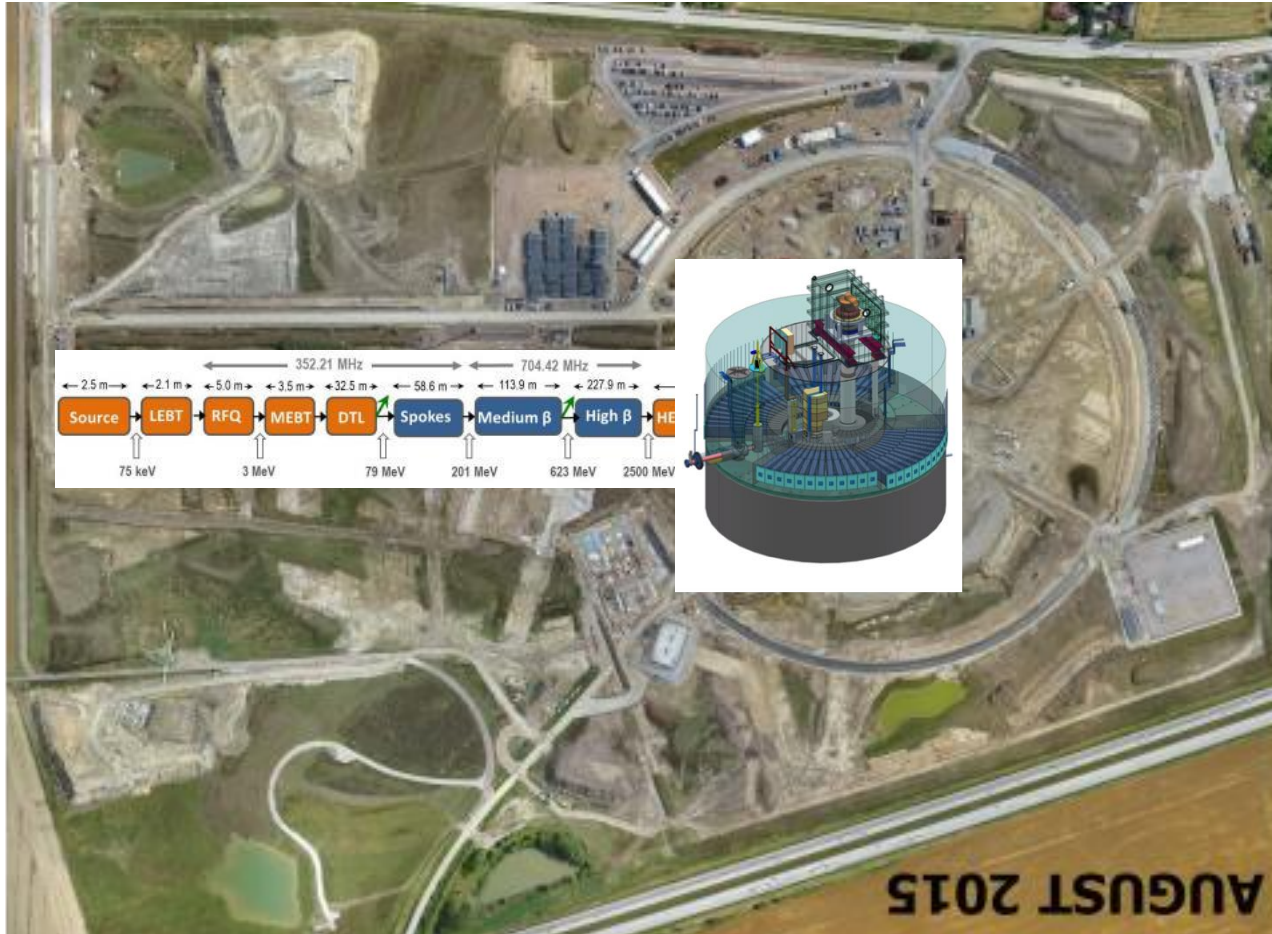 352.21 MHz 704.42 MHz
2.5 m 2.1 m 5.0 m 3.5 m 32.5 m 58.6 m 113.9 m 227.9 m
Source LEBT RFQ MEBT DTL Spokes Medium β High β HE
75 keV 3 MeV 79 MeV 201 MeV 623 MeV 2500 MeV
AUGUST 2015